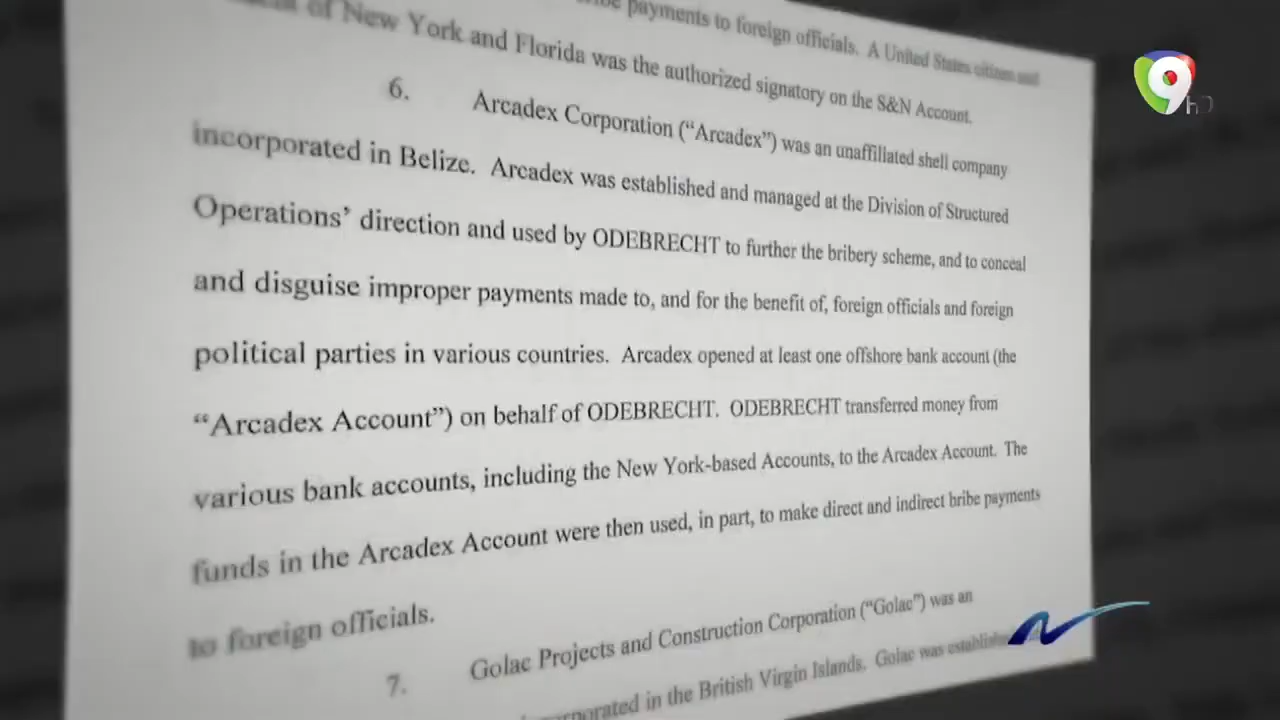 bribe payments to foreign officials. A United States citizen and
of New York and Florida was the authorized signatory on the S&N Account.
6. Arcadex Corporation (“Arcadex”) was an unaffiliated shell company
incorporated in Belize. Arcadex was established and managed at the Division of Structured
Operations’ direction and used by ODEBRECHT to further the bribery scheme, and to conceal
and disguise improper payments made to, and for the benefit of, foreign officials and foreign
political parties in various countries. Arcadex opened at least one offshore bank account (the
“Arcadex Account”) on behalf of ODEBRECHT. ODEBRECHT transferred money from
various bank accounts, including the New York-based Accounts, to the Arcadex Account. The
funds in the Arcadex Account were then used, in part, to make direct and indirect bribe payments
to foreign officials.
7. Golac Projects and Construction Corporation (“Golac”) was an
incorporated in the British Virgin Islands. Golac was established
9 HD